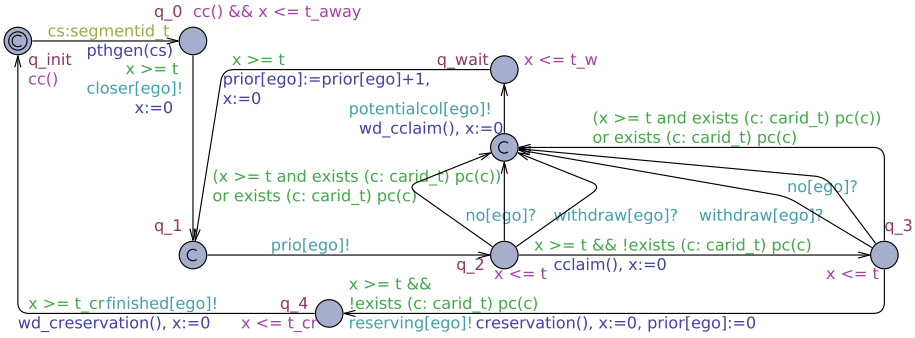 q_0 cc() && x <= t_away
cs:segmentid_t
pthgen(cs)
q_init
cc()
C
x >= t
closer[ego]!
x:=0
x >= t
prior[ego]:=prior[ego]+1,
x:=0
q_wait
x <= t_w
potentialcol[ego]!
wd_cclaim(), x:=0
C
(x >= t and exists (c: carid_t) pc(c))
or exists (c: carid_t) pc(c)
(x >= t and exists (c: carid_t) pc(c))
or exists (c: carid_t) pc(c)
no[ego]?
withdraw[ego]?
withdraw[ego]?
no[ego]?
q_1
C
prio[ego]!
q_2
x <= t
x >= t && !exists (c: carid_t) pc(c)
cclaim(), x:=0
q_3
x <= t
x >= t_cr
finished[ego]!
wd_creservation(), x:=0
q_4
x <= t_cr
x >= t &&
!exists (c: carid_t) pc(c)
reserving[ego]! creservation(), x:=0, prior[ego]:=0